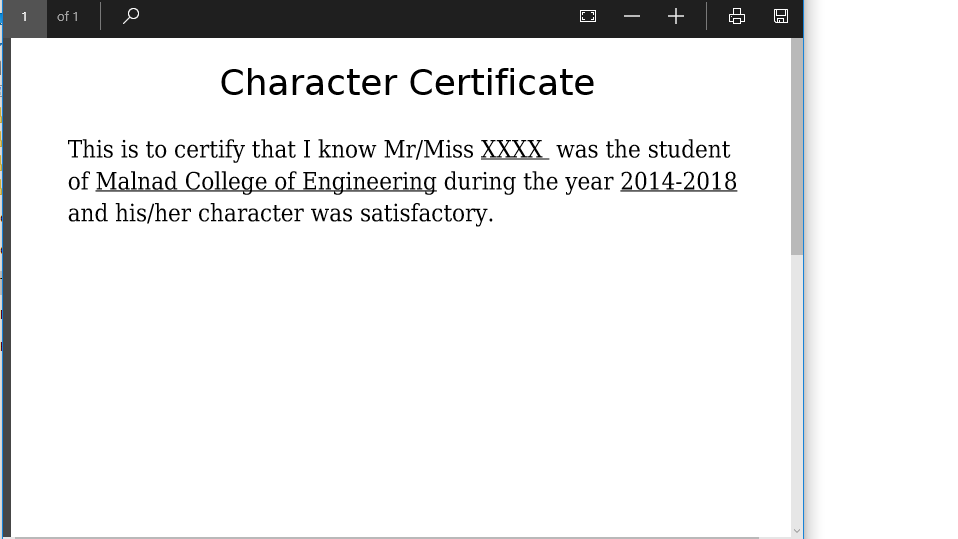 1 of 1
Character Certificate
This is to certify that I know Mr/Miss XXXX was the student
of Malnad College of Engineering during the year 2014-2018
and his/her character was satisfactory.